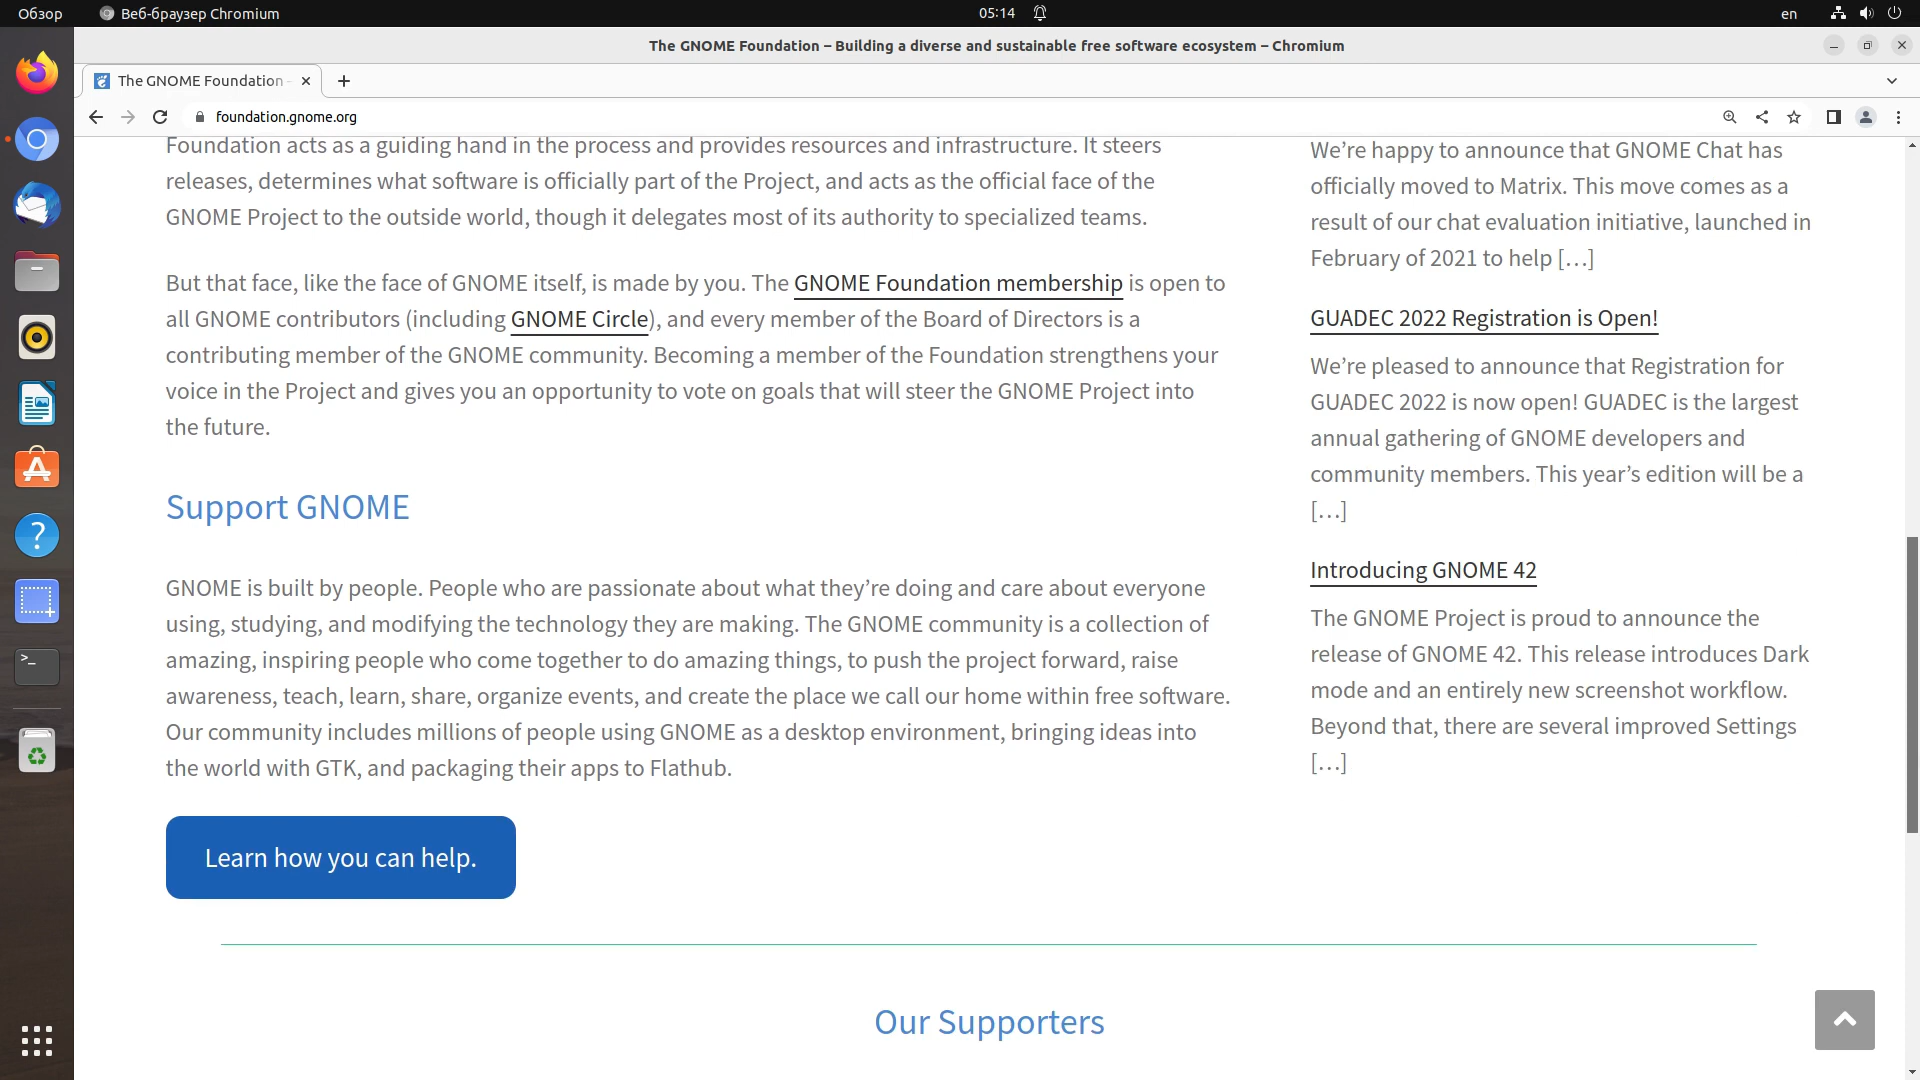 Обзор
Веб-браузер Chromium
05:14
en
The GNOME Foundation – Building a diverse and sustainable free software ecosystem – Chromium
The GNOME Foundation -
foundation.gnome.org
Foundation acts as a guiding hand in the process and provides resources and infrastructure. It steers
releases, determines what software is officially part of the Project, and acts as the official face of the
GNOME Project to the outside world, though it delegates most of its authority to specialized teams.
But that face, like the face of GNOME itself, is made by you. The GNOME Foundation membership is open to
all GNOME contributors (including GNOME Circle), and every member of the Board of Directors is a
contributing member of the GNOME community. Becoming a member of the Foundation strengthens your
voice in the Project and gives you an opportunity to vote on goals that will steer the GNOME Project into
the future.
Support GNOME
GNOME is built by people. People who are passionate about what they’re doing and care about everyone
using, studying, and modifying the technology they are making. The GNOME community is a collection of
amazing, inspiring people who come together to do amazing things, to push the project forward, raise
awareness, teach, learn, share, organize events, and create the place we call our home within free software.
Our community includes millions of people using GNOME as a desktop environment, bringing ideas into
the world with GTK, and packaging their apps to Flathub.
Learn how you can help.
We’re happy to announce that GNOME Chat has
officially moved to Matrix. This move comes as a
result of our chat evaluation initiative, launched in
February of 2021 to help […]
GUADEC 2022 Registration is Open!
We’re pleased to announce that Registration for
GUADEC 2022 is now open! GUADEC is the largest
annual gathering of GNOME developers and
community members. This year’s edition will be a
[…]
Introducing GNOME 42
The GNOME Project is proud to announce the
release of GNOME 42. This release introduces Dark
mode and an entirely new screenshot workflow.
Beyond that, there are several improved Settings
[…]
Our Supporters